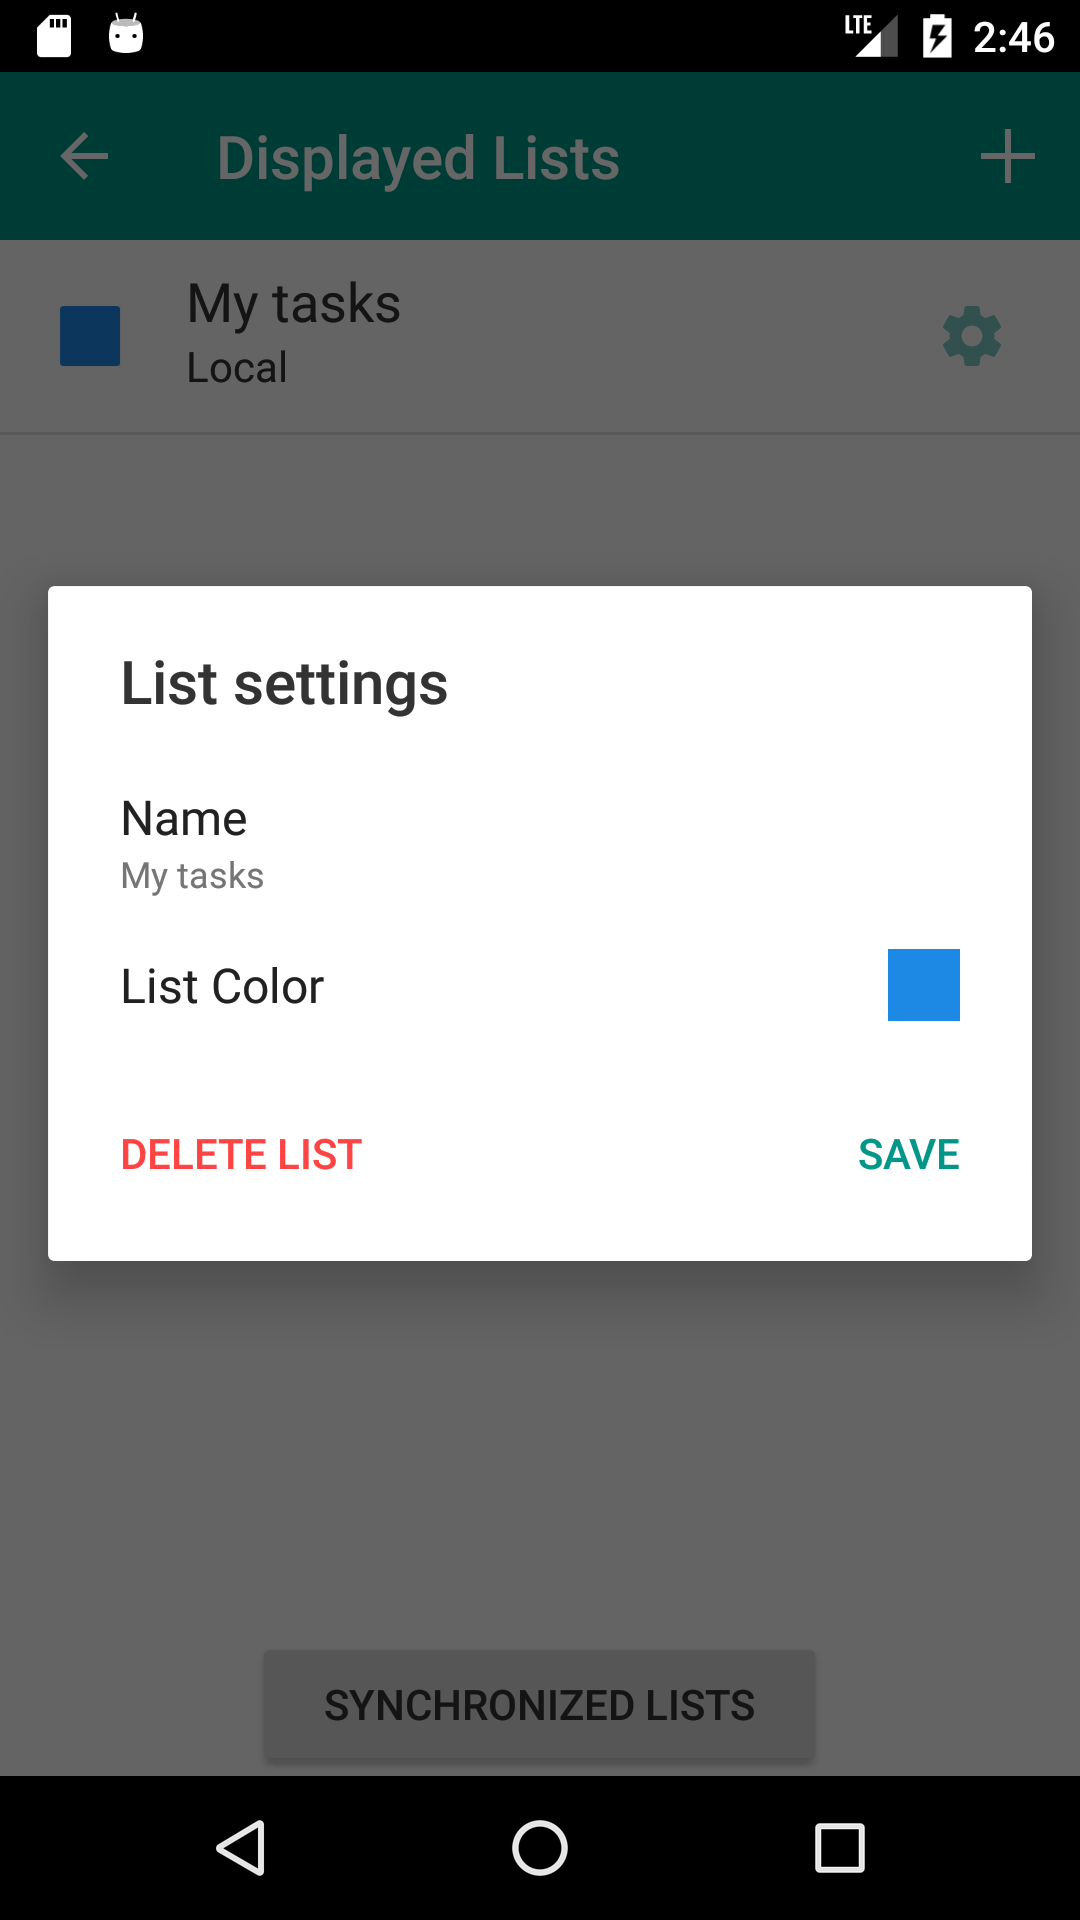 LTE 2:46
Displayed Lists
My tasks
Local
List settings
Name
My tasks
List Color
DELETE LIST SAVE
SYNCHRONIZED LISTS